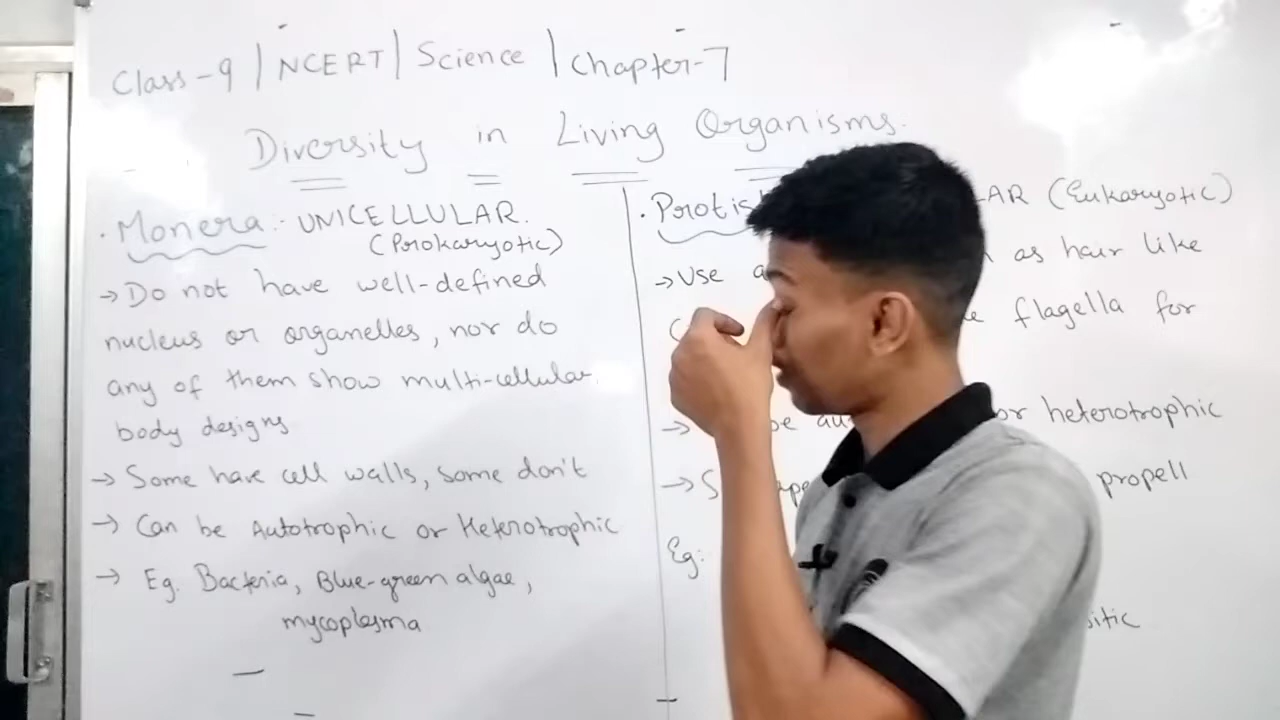 Class-9 | NCERT | Science | Chapter-7
Diversity in Living Organisms.
· Monera :- UNICELLULAR.
(Prokaryotic)
→ Do not have well-defined
nucleus or organelles, nor do
any of them show multi-cellular
body designs
→ Some have cell walls, some don't
→ Can be Autotrophic or Heterotrophic
→ Eg. Bacteria, Blue-green algae,
mycoplasma
(Eukaryotic)
→ Use as hair like
flagella for
→ or heterotrophic
→ propell
Eg: